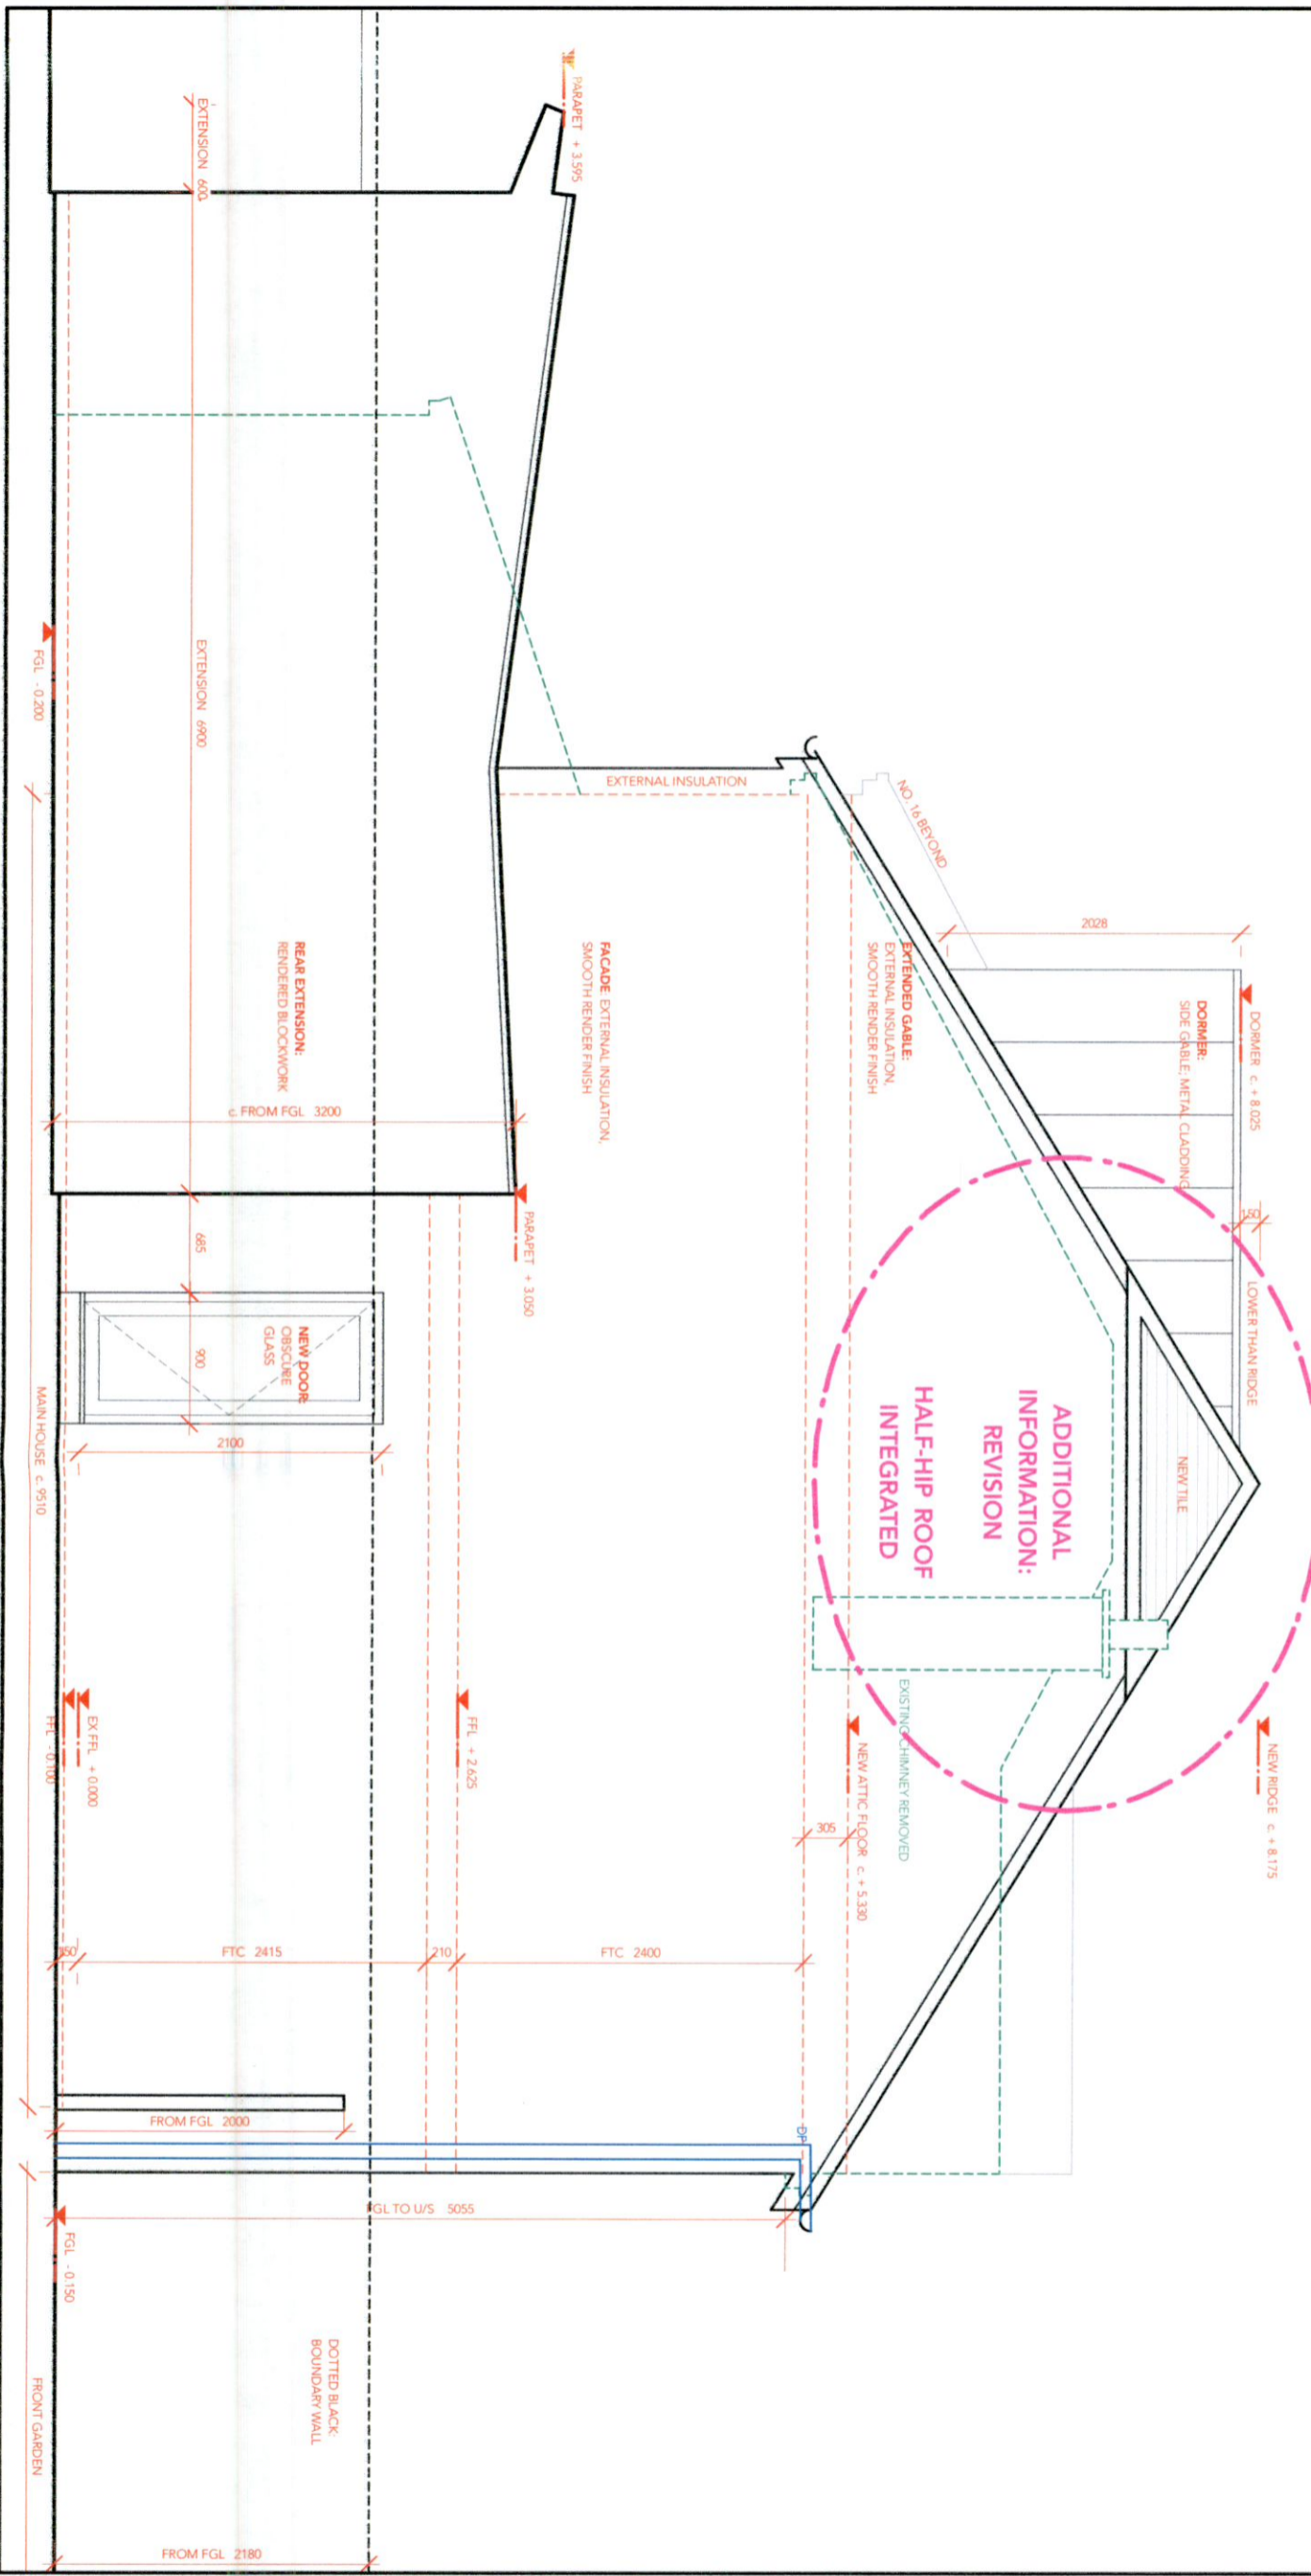 PARAPET + 3.595
EXTENSION 600
EXTENSION 6900
FGL - 0.200
EXTERNAL INSULATION
NO. 16 BEYOND
2028
DORMER c. + 8.025
DORMER:
SIDE GABLE; METAL CLADDING
EXTENDED GABLE:
EXTERNAL INSULATION,
SMOOTH RENDER FINISH
FACADE: EXTERNAL INSULATION,
SMOOTH RENDER FINISH
REAR EXTENSION:
RENDERED BLOCKWORK
c. FROM FGL 3200
PARAPET + 3.050
150
LOWER THAN RIDGE
685
900
NEW DOOR:
OBSCURE
GLASS
2100
MAIN HOUSE c. 9510
NEW TILE
ADDITIONAL
INFORMATION:
REVISION
HALF-HIP ROOF
INTEGRATED
EXISTING CHIMNEY REMOVED
NEW RIDGE c. + 8.175
NEW ATTIC FLOOR c. + 5.330
305
FFL + 2.625
EX FFL + 0.000
FFL - 0.100
FTC 2415
210
FTC 2400
FROM FGL 2000
DP
FGL TO U/S 5055
FGL - 0.150
DOTTED BLACK:
BOUNDARY WALL
FRONT GARDEN
FROM FGL 2180